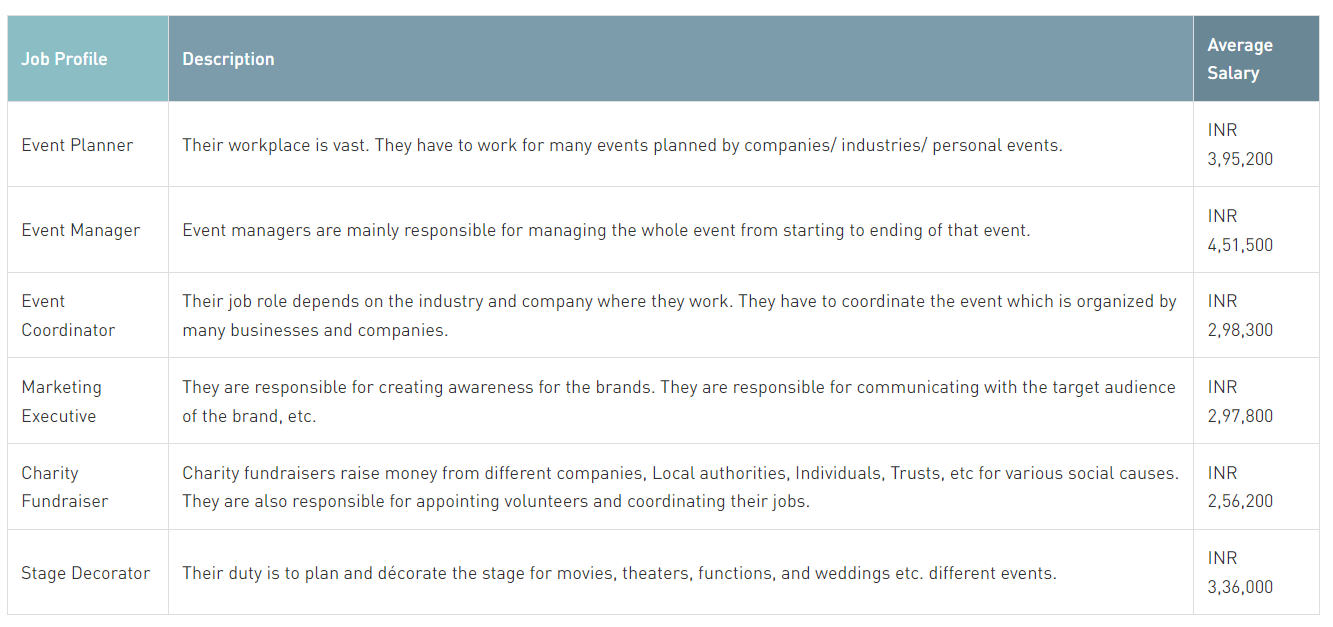 Job Profile
Description
Average
Salary
Event Planner
Their workplace is vast. They have to work for many events planned by companies/ industries/ personal events.
INR
3,95,200
Event Manager
Event managers are mainly responsible for managing the whole event from starting to ending of that event.
INR
4,51,500
Event
Coordinator
Their job role depends on the industry and company where they work. They have to coordinate the event which is organized by
many businesses and companies.
INR
2,98,300
Marketing
Executive
They are responsible for creating awareness for the brands. They are responsible for communicating with the target audience
of the brand, etc.
INR
2,97,800
Charity
Fundraiser
Charity fundraisers raise money from different companies, Local authorities, Individuals, Trusts, etc for various social causes.
They are also responsible for appointing volunteers and coordinating their jobs.
INR
2,56,200
Stage Decorator
Their duty is to plan and décorate the stage for movies, theaters, functions, and weddings etc. different events.
INR
3,36,000